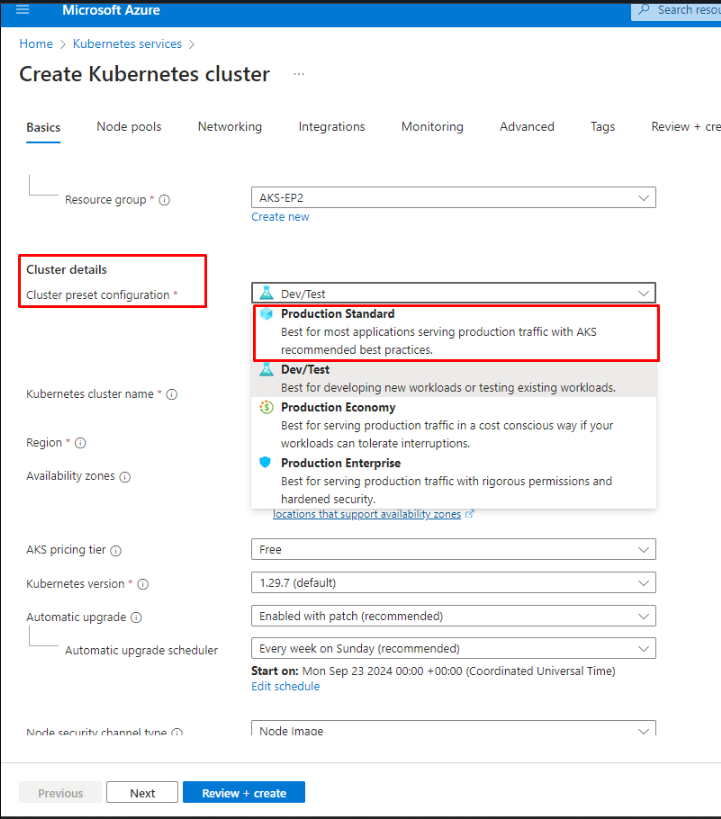 Microsoft Azure
Search resou
Home > Kubernetes services >
Create Kubernetes cluster ...
Basics Node pools Networking Integrations Monitoring Advanced Tags Review + cre
Resource group * AKS-EP2
Create new
Cluster details
Cluster preset configuration * Dev/Test
Production Standard
Best for most applications serving production traffic with AKS
recommended best practices.
Dev/Test
Best for developing new workloads or testing existing workloads.
Production Economy
Best for serving production traffic in a cost conscious way if your
workloads can tolerate interruptions.
Production Enterprise
Best for serving production traffic with rigorous permissions and
hardened security.
Kubernetes cluster name *
Region *
Availability zones
locations that support availability zones
AKS pricing tier Free
Kubernetes version * 1.29.7 (default)
Automatic upgrade Enabled with patch (recommended)
Automatic upgrade scheduler Every week on Sunday (recommended)
Start on: Mon Sep 23 2024 00:00 +00:00 (Coordinated Universal Time)
Edit schedule
Node security channel type Node Image
Previous Next Review + create